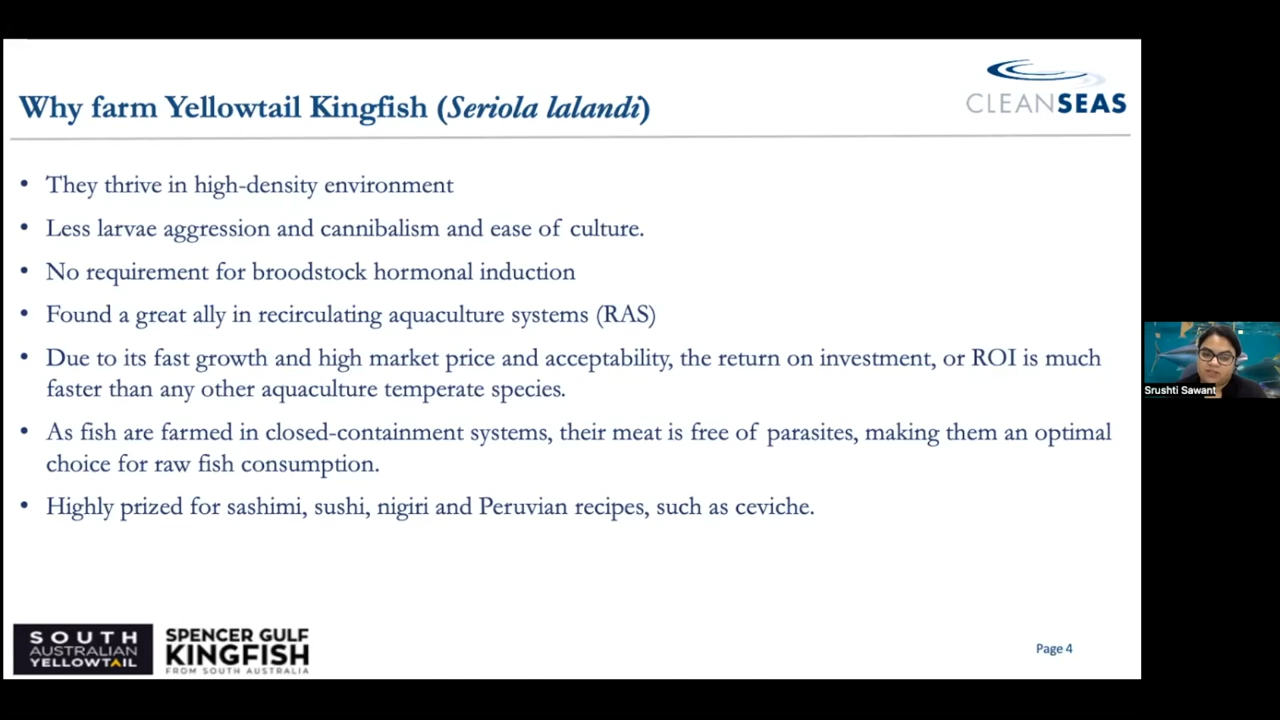 Why farm Yellowtail Kingfish (Seriola lalandi)
CLEANSEAS
• They thrive in high-density environment
• Less larvae aggression and cannibalism and ease of culture.
• No requirement for broodstock hormonal induction
• Found a great ally in recirculating aquaculture systems (RAS)
• Due to its fast growth and high market price and acceptability, the return on investment, or ROI is much
faster than any other aquaculture temperate species.
• As fish are farmed in closed-containment systems, their meat is free of parasites, making them an optimal
choice for raw fish consumption.
• Highly prized for sashimi, sushi, nigiri and Peruvian recipes, such as ceviche.
Srushti Sawant
SOUTH
AUSTRALIAN
YELLOWTAIL
SPENCER GULF
KINGFISH
FROM SOUTH AUSTRALIA
Page 4